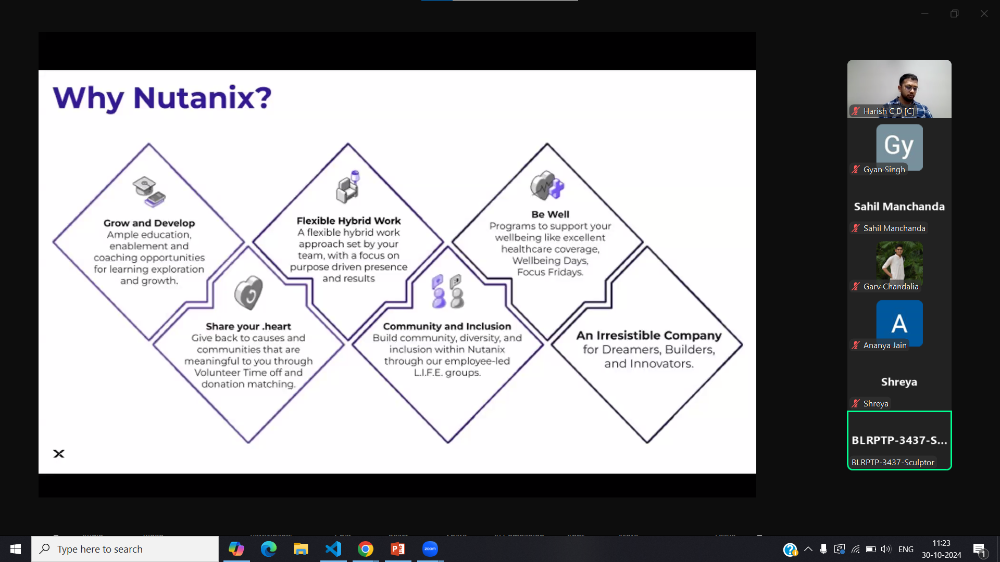 Why Nutanix?
Grow and Develop
Ample education,
enablement and
coaching opportunities
for learning exploration
and growth.
Flexible Hybrid Work
A flexible hybrid work
approach set by your
team, with a focus on
purpose driven presence
and results
Be Well
Programs to support your
wellbeing like excellent
healthcare coverage,
Wellbeing Days,
Focus Fridays.
Share your .heart
Give back to causes and
communities that are
meaningful to you through
Volunteer Time off and
donation matching.
Community and Inclusion
Build community, diversity, and
inclusion within Nutanix
through our employee-led
L.I.F.E. groups.
An Irresistible Company
for Dreamers, Builders,
and Innovators.
Harish C D [C]
Gy
Gyan Singh
Sahil Manchanda
Sahil Manchanda
Garv Chandalia
A
Ananya Jain
Shreya
Shreya
BLRPTP-3437-S...
BLRPTP-3437-Sculptor
Type here to search
zoom
ENG
11:23
30-10-2024
1